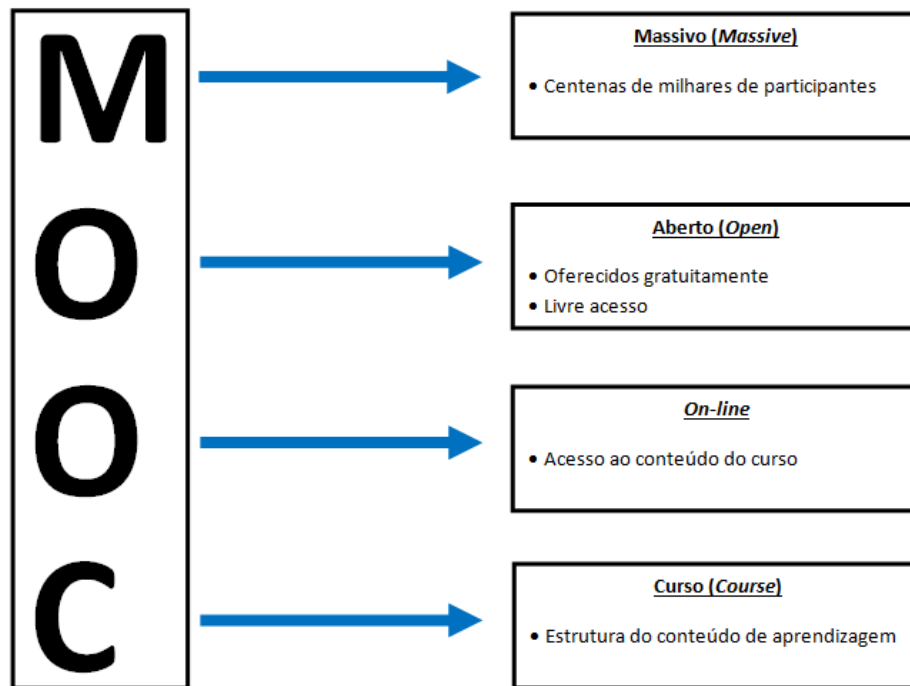 M
Massivo (Massive)
• Centenas de milhares de participantes
O
Aberto (Open)
• Oferecidos gratuitamente
• Livre acesso
O
On-line
• Acesso ao conteúdo do curso
C
Curso (Course)
• Estrutura do conteúdo de aprendizagem